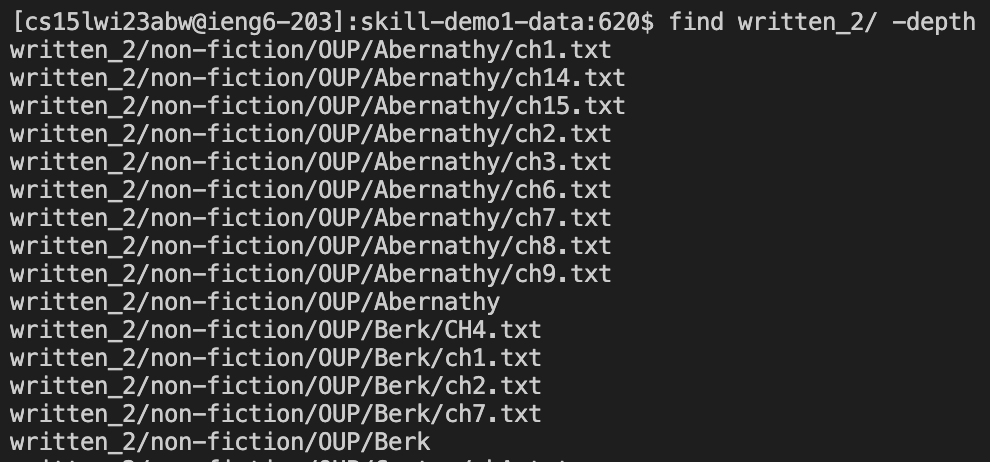 [cs15lwi23abw@ieng6-203]:skill-demo1-data:620$ find written_2/ -depth
written_2/non-fiction/OUP/Abernathy/ch1.txt
written_2/non-fiction/OUP/Abernathy/ch14.txt
written_2/non-fiction/OUP/Abernathy/ch15.txt
written_2/non-fiction/OUP/Abernathy/ch2.txt
written_2/non-fiction/OUP/Abernathy/ch3.txt
written_2/non-fiction/OUP/Abernathy/ch6.txt
written_2/non-fiction/OUP/Abernathy/ch7.txt
written_2/non-fiction/OUP/Abernathy/ch8.txt
written_2/non-fiction/OUP/Abernathy/ch9.txt
written_2/non-fiction/OUP/Abernathy
written_2/non-fiction/OUP/Berk/CH4.txt
written_2/non-fiction/OUP/Berk/ch1.txt
written_2/non-fiction/OUP/Berk/ch2.txt
written_2/non-fiction/OUP/Berk/ch7.txt
written_2/non-fiction/OUP/Berk